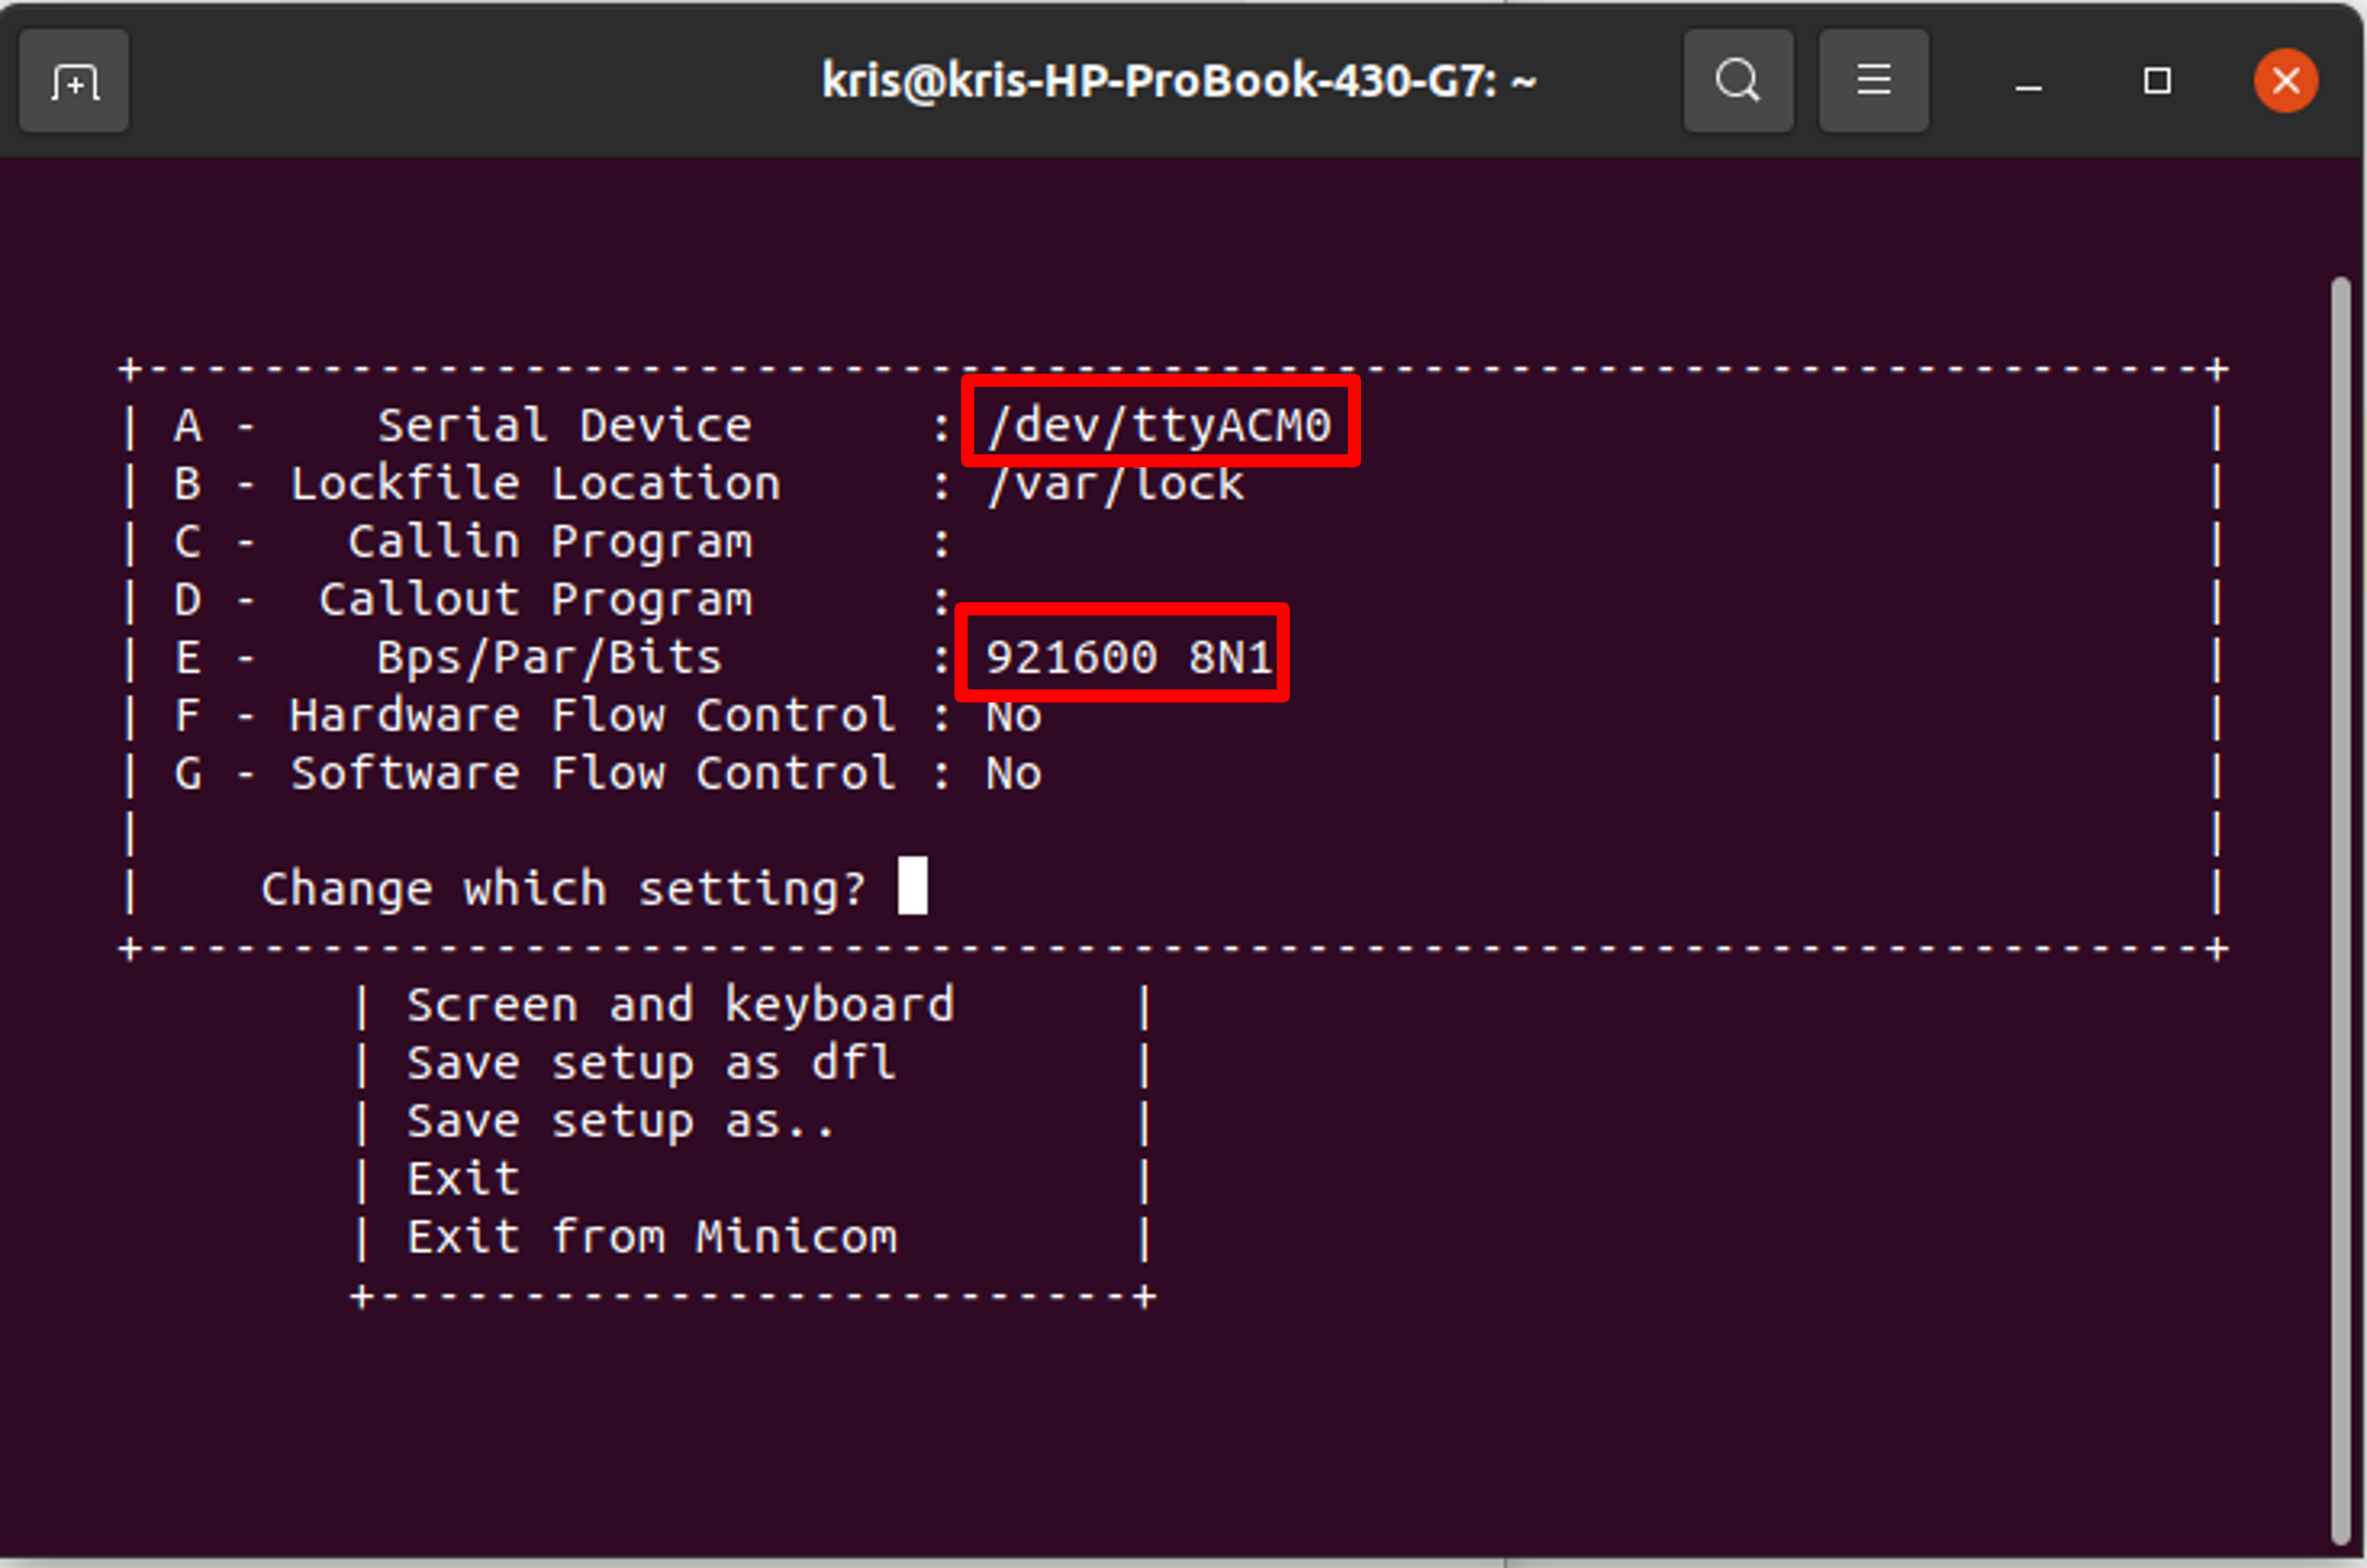 kris@kris-HP-ProBook-430-G7: ~
+-----------------------------------------------------------------------+
| A -    Serial Device      : /dev/ttyACM0                              |
| B - Lockfile Location     : /var/lock                                 |
| C -   Callin Program      :                                           |
| D -  Callout Program      :                                           |
| E -    Bps/Par/Bits       : 921600 8N1                                |
| F - Hardware Flow Control : No                                        |
| G - Software Flow Control : No                                        |
|                                                                       |
|    Change which setting?                                              |
+-----------------------------------------------------------------------+
        | Screen and keyboard      |
        | Save setup as dfl        |
        | Save setup as..          |
        | Exit                     |
        | Exit from Minicom        |
        +--------------------------+